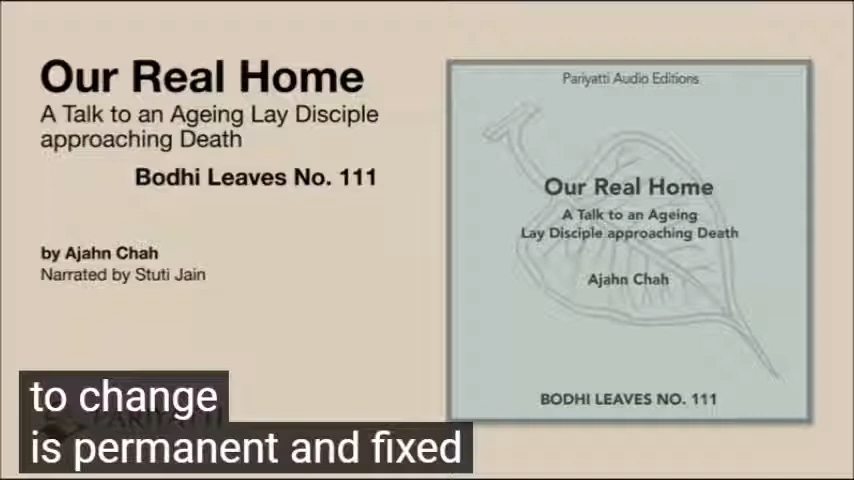 Our Real Home
A Talk to an Ageing Lay Disciple
approaching Death
Bodhi Leaves No. 111
by Ajahn Chah
Narrated by Stuti Jain
Pariyatti Audio Editions
Our Real Home
A Talk to an Ageing
Lay Disciple approaching Death
Ajahn Chah
BODHI LEAVES NO. 111
to change
is permanent and fixed